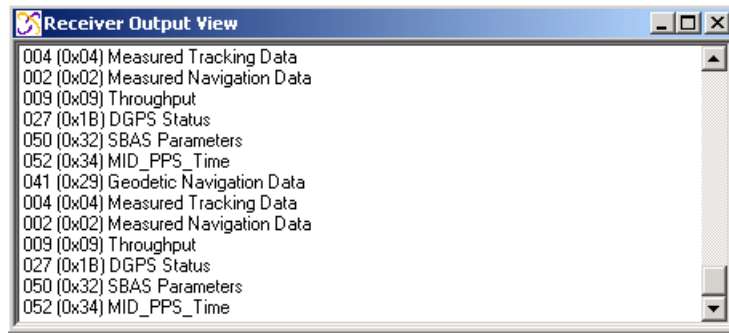 Receiver Output View
004 (0x04) Measured Tracking Data
002 (0x02) Measured Navigation Data
009 (0x09) Throughput
027 (0x1B) DGPS Status
050 (0x32) SBAS Parameters
052 (0x34) MID_PPS_Time
041 (0x29) Geodetic Navigation Data
004 (0x04) Measured Tracking Data
002 (0x02) Measured Navigation Data
009 (0x09) Throughput
027 (0x1B) DGPS Status
050 (0x32) SBAS Parameters
052 (0x34) MID_PPS_Time